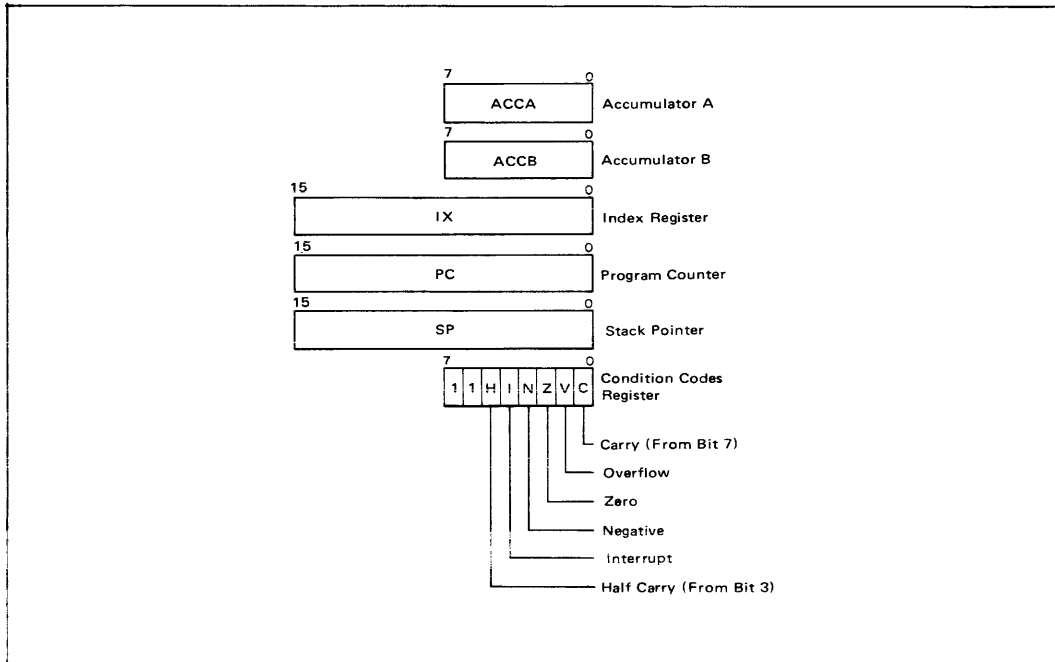 7 0
ACCA Accumulator A
7 0
ACCB Accumulator B
15 0
IX Index Register
15 0
PC Program Counter
15 0
SP Stack Pointer
7 0
1 1 H I N Z V C Condition Codes
Register
Carry (From Bit 7)
Overflow
Zero
Negative
Interrupt
Half Carry (From Bit 3)